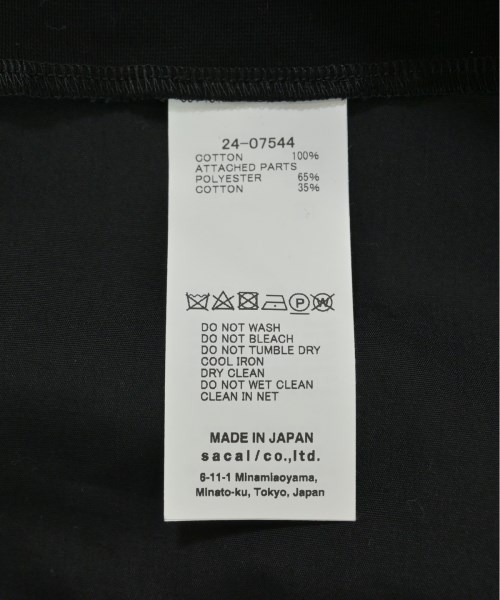 24-07544
COTTON 100%
ATTACHED PARTS
POLYESTER 65%
COTTON 35%
DO NOT WASH
DO NOT BLEACH
DO NOT TUMBLE DRY
COOL IRON
DRY CLEAN
DO NOT WET CLEAN
CLEAN IN NET
MADE IN JAPAN
sacai/co.,ltd.
6-11-1 Minamiaoyama,
Minato-ku, Tokyo, Japan